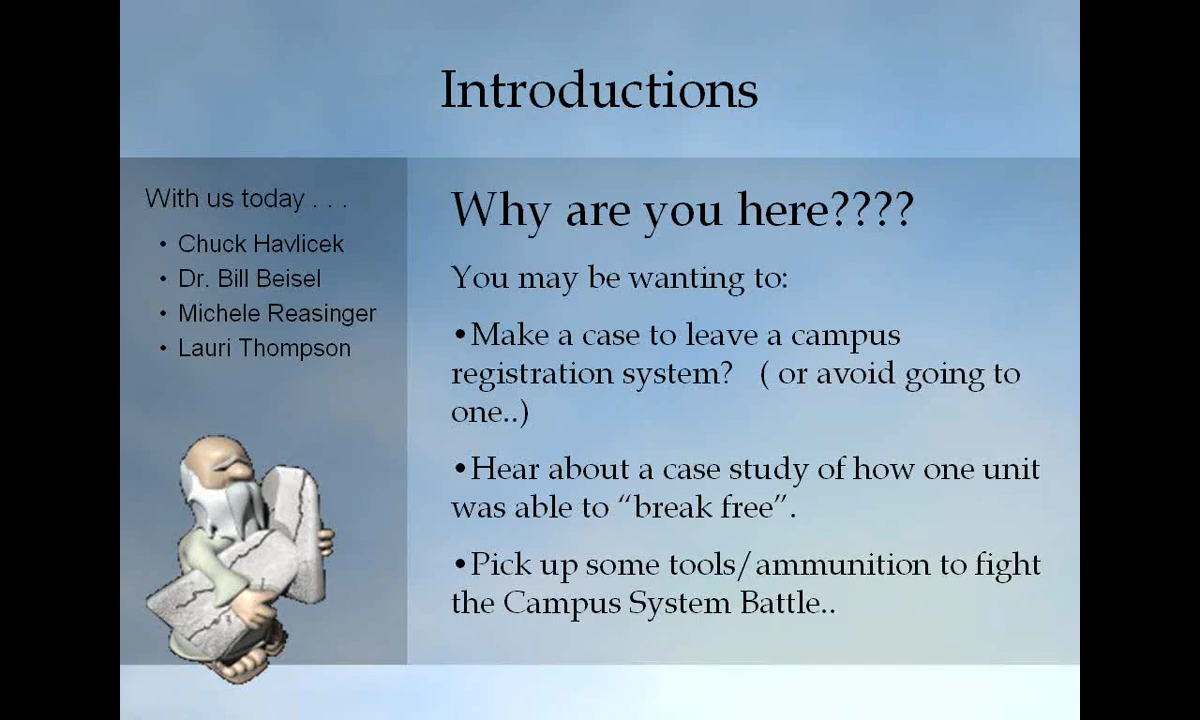 Introductions
With us today . . .
• Chuck Havlicek
• Dr. Bill Beisel
• Michele Reasinger
• Lauri Thompson
Why are you here????
You may be wanting to:
•Make a case to leave a campus
registration system? ( or avoid going to
one..)
•Hear about a case study of how one unit
was able to “break free”.
•Pick up some tools/ammunition to fight
the Campus System Battle..